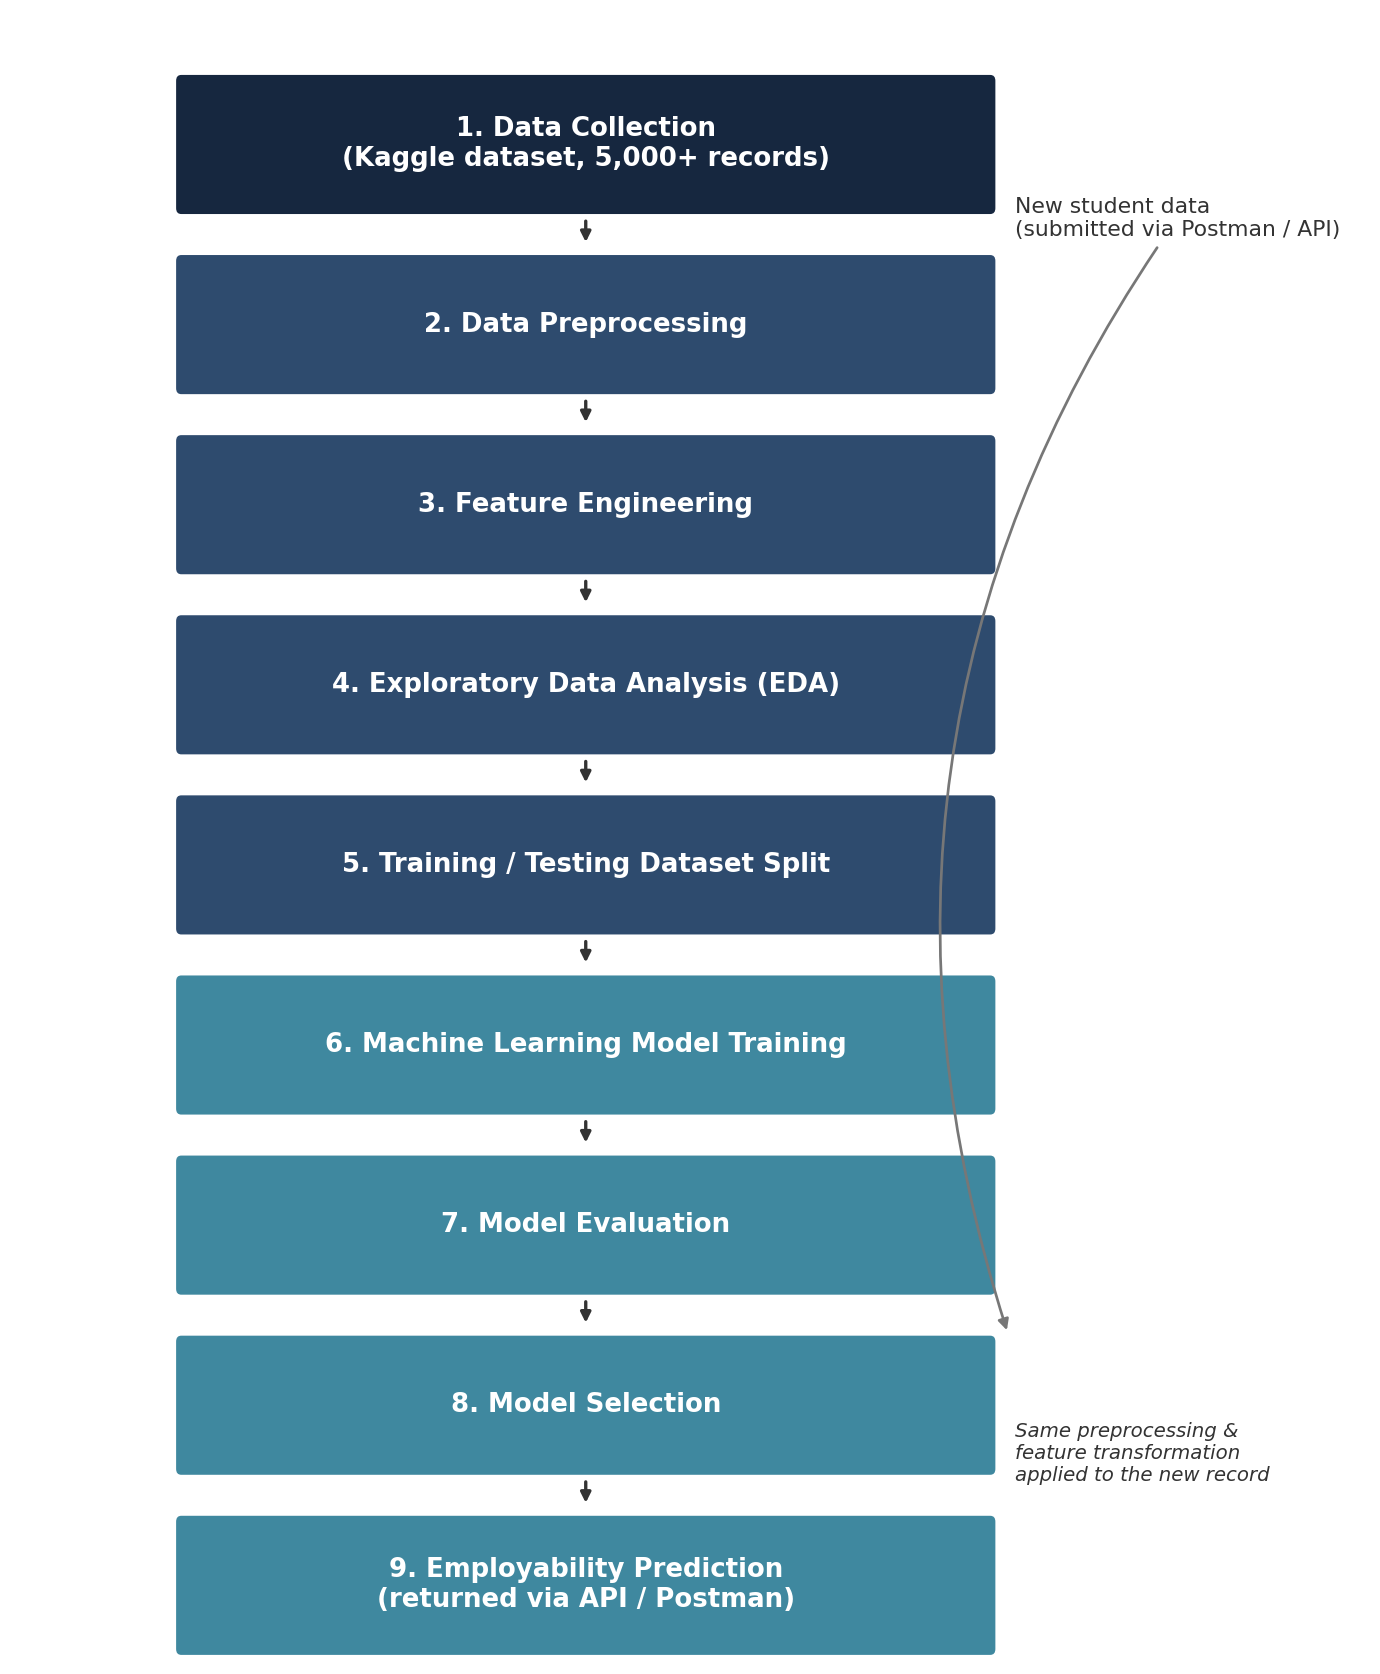 1. Data Collection
(Kaggle dataset, 5,000+ records)
New student data
(submitted via Postman / API)
2. Data Preprocessing
3. Feature Engineering
4. Exploratory Data Analysis (EDA)
5. Training / Testing Dataset Split
6. Machine Learning Model Training
7. Model Evaluation
8. Model Selection
Same preprocessing &
feature transformation
applied to the new record
9. Employability Prediction
(returned via API / Postman)